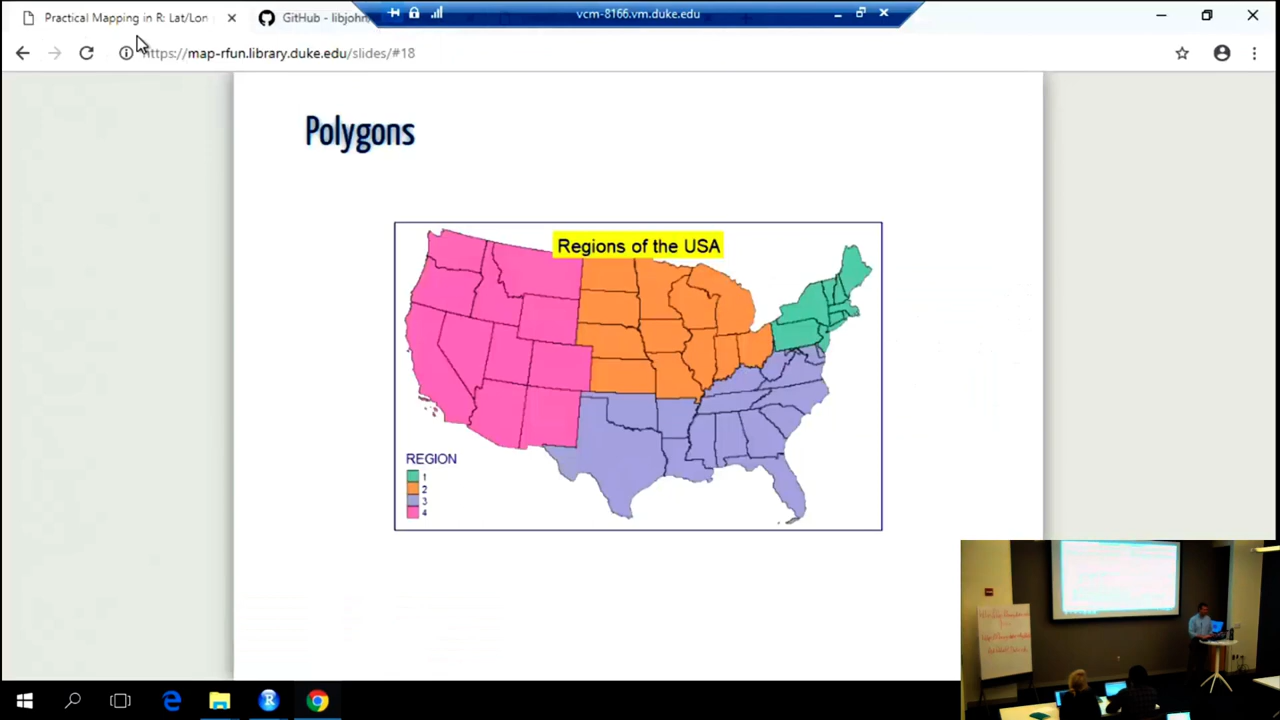 Practical Mapping in R: Lat/Lon
GitHub - libjohn
vcm-8166.vm.duke.edu
https://map-rfun.library.duke.edu/slides/#18
Polygons
Regions of the USA
REGION
1
2
3
4